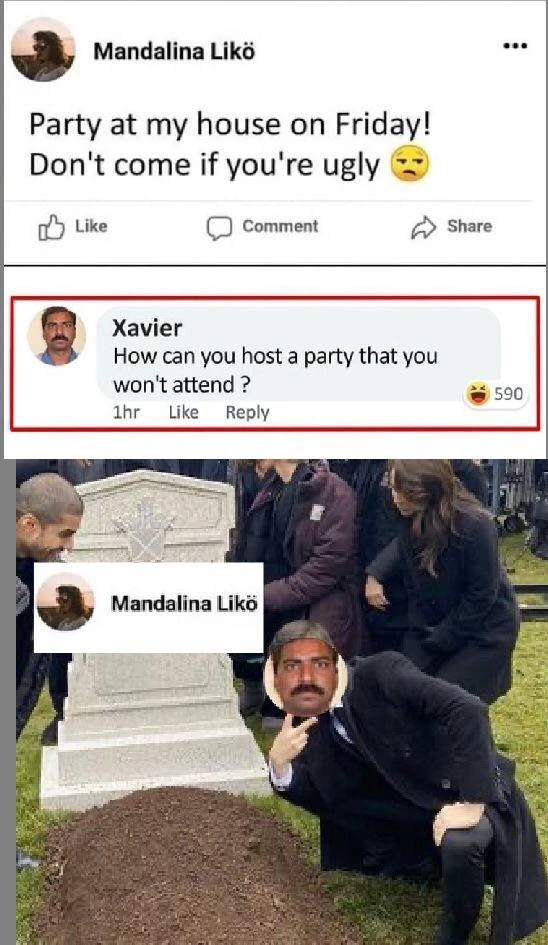 Mandalina Likö
Party at my house on Friday!
Don't come if you're ugly 😒
Like Comment Share
Xavier
How can you host a party that you
won't attend ?
590
1hr Like Reply
Mandalina Likö